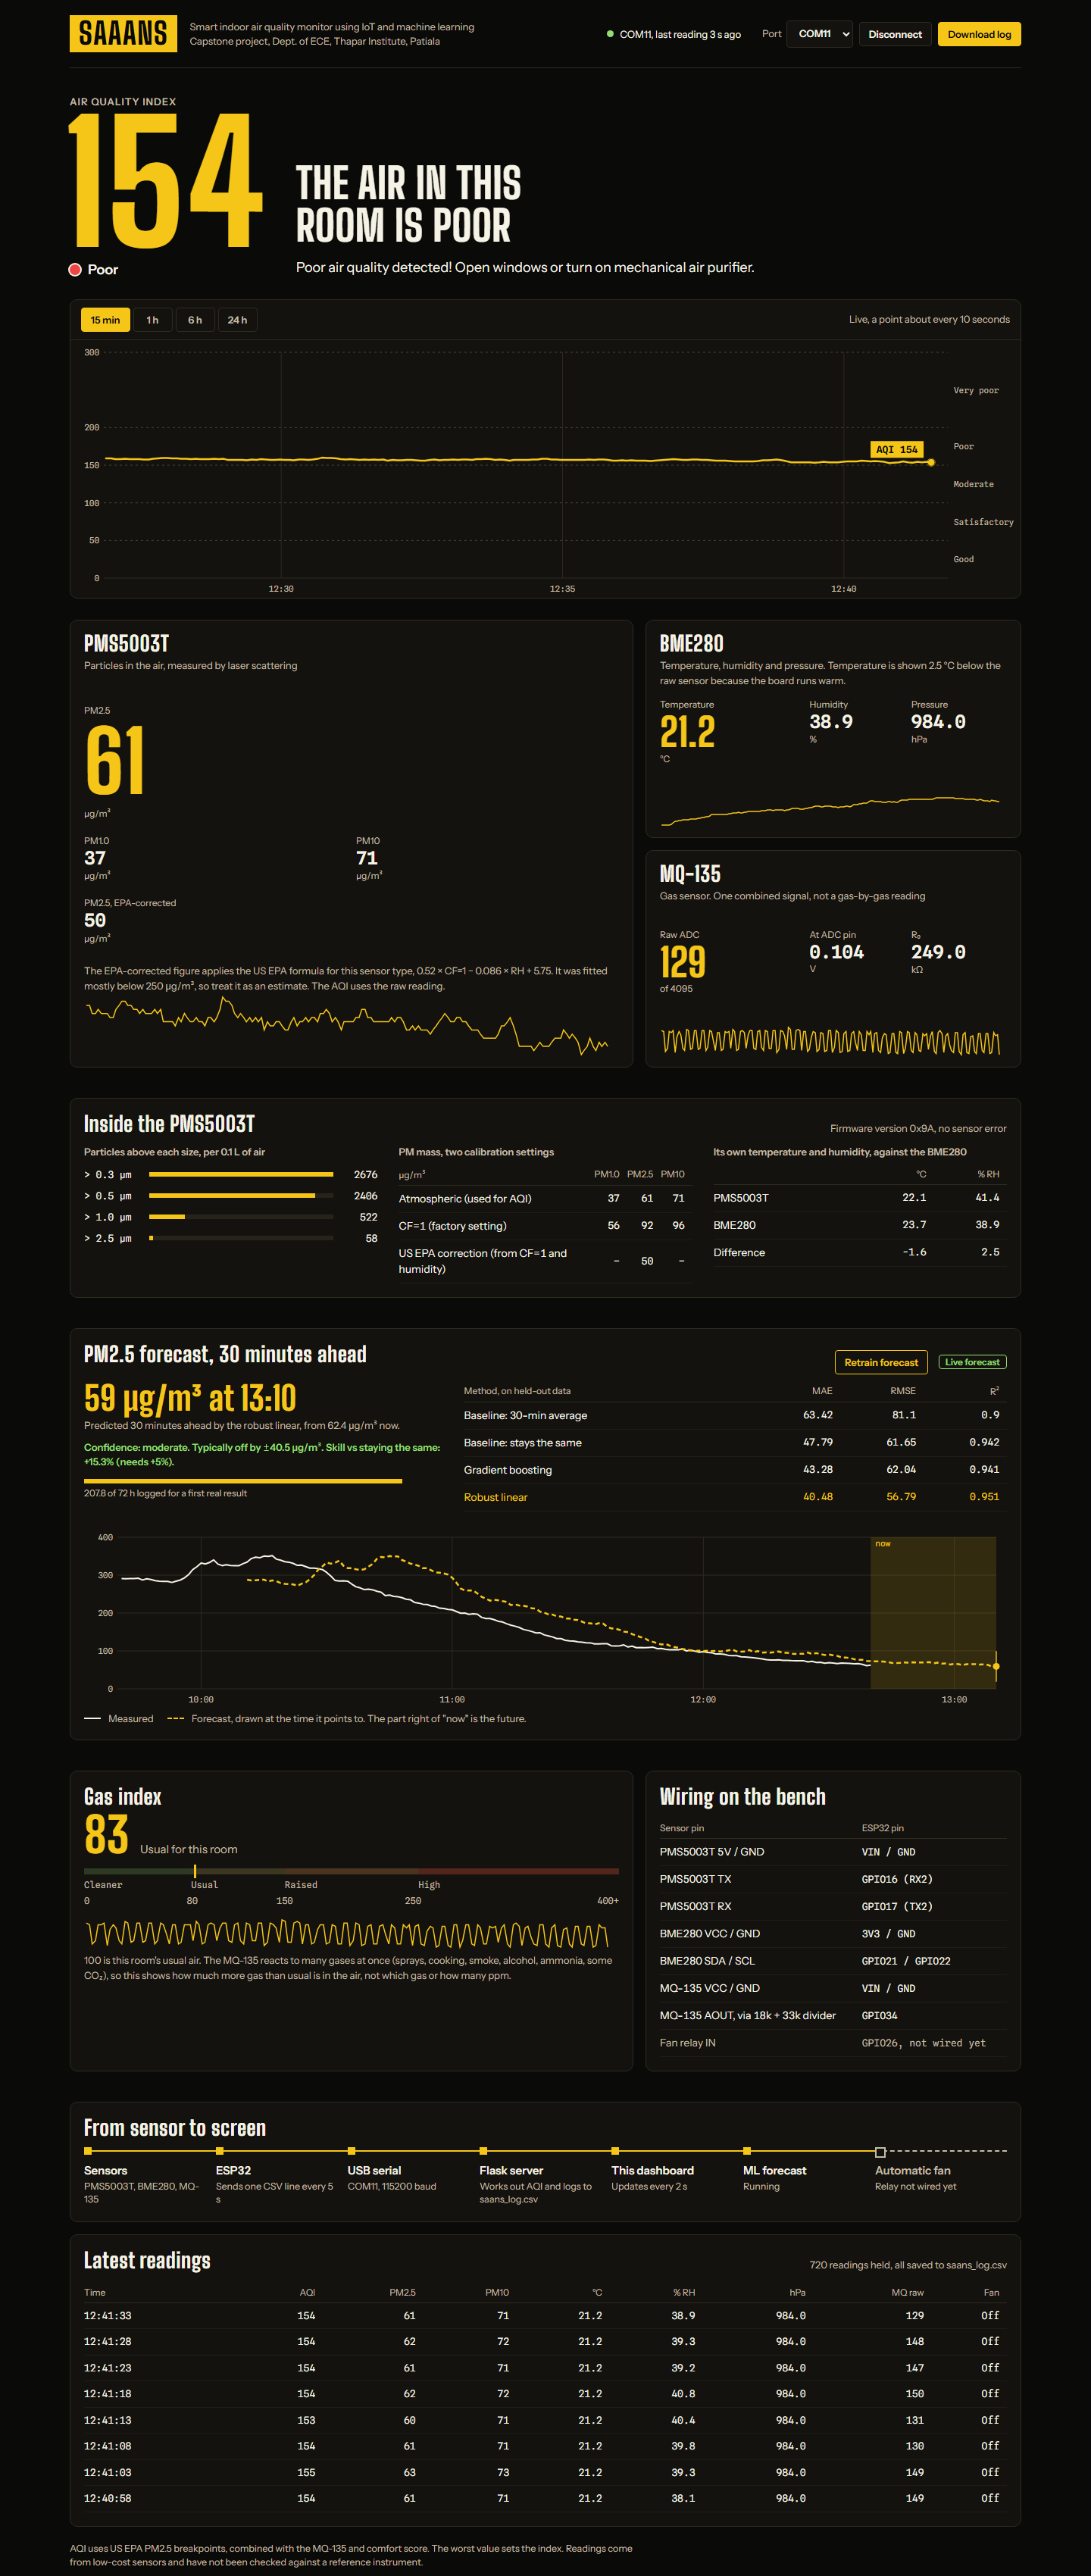 SAAANS
Smart indoor air quality monitor using IoT and machine learning
Capstone project, Dept. of ECE, Thapar Institute, Patiala
COM11, last reading 3 s ago
Port
COM11
Disconnect
Download log
AIR QUALITY INDEX
154
Poor
THE AIR IN THIS
ROOM IS POOR
Poor air quality detected! Open windows or turn on mechanical air purifier.
15 min 1 h 6 h 24 h
Live, a point about every 10 seconds
300
200
150
100
50
0
AQI 154
Very poor
Poor
Moderate
Satisfactory
Good
12:30 12:35 12:40
PMS5003T
Particles in the air, measured by laser scattering
PM2.5
61
µg/m³
PM1.0 PM10
37 71
µg/m³ µg/m³
PM2.5, EPA-corrected
50
µg/m³
The EPA-corrected figure applies the US EPA formula for this sensor type, 0.52 × CF=1 − 0.086 × RH + 5.75. It was fitted
mostly below 250 µg/m³, so treat it as an estimate. The AQI uses the raw reading.
BME280
Temperature, humidity and pressure. Temperature is shown 2.5 °C below the
raw sensor because the board runs warm.
Temperature Humidity Pressure
21.2 38.9 984.0
°C % hPa
MQ-135
Gas sensor. One combined signal, not a gas-by-gas reading
Raw ADC At ADC pin R₀
129 0.104 249.0
of 4095 V kΩ
Inside the PMS5003T
Firmware version 0x9A, no sensor error
Particles above each size, per 0.1 L of air
> 0.3 µm 2676
> 0.5 µm 2406
> 1.0 µm 522
> 2.5 µm 58
PM mass, two calibration settings
µg/m³ PM1.0 PM2.5 PM10
Atmospheric (used for AQI) 37 61 71
CF=1 (factory setting) 56 92 96
US EPA correction (from CF=1 and
humidity) – 50 –
Its own temperature and humidity, against the BME280
°C % RH
PMS5003T 22.1 41.4
BME280 23.7 38.9
Difference -1.6 2.5
PM2.5 forecast, 30 minutes ahead
Retrain forecast
Live forecast
59 µg/m³ at 13:10
Predicted 30 minutes ahead by the robust linear, from 62.4 µg/m³ now.
Confidence: moderate. Typically off by ±40.5 µg/m³. Skill vs staying the same:
+15.3% (needs +5%).
207.8 of 72 h logged for a first real result
Method, on held-out data MAE RMSE R²
Baseline: 30-min average 63.42 81.1 0.9
Baseline: stays the same 47.79 61.65 0.942
Gradient boosting 43.28 62.04 0.941
Robust linear 40.48 56.79 0.951
400
300
200
100
0
now
10:00 11:00 12:00 13:00
Measured
Forecast, drawn at the time it points to. The part right of "now" is the future.
Gas index
83 Usual for this room
Cleaner Usual Raised High
0 80 150 250 400+
100 is this room's usual air. The MQ-135 reacts to many gases at once (sprays, cooking, smoke, alcohol, ammonia, some
CO₂), so this shows how much more gas than usual is in the air, not which gas or how many ppm.
Wiring on the bench
Sensor pin ESP32 pin
PMS5003T 5V / GND VIN / GND
PMS5003T TX GPIO16 (RX2)
PMS5003T RX GPIO17 (TX2)
BME280 VCC / GND 3V3 / GND
BME280 SDA / SCL GPIO21 / GPIO22
MQ-135 VCC / GND VIN / GND
MQ-135 AOUT, via 18k + 33k divider GPIO34
Fan relay IN GPIO26, not wired yet
From sensor to screen
Sensors
PMS5003T, BME280, MQ-
135
ESP32
Sends one CSV line every 5
s
USB serial
COM11, 115200 baud
Flask server
Works out AQI and logs to
saans_log.csv
This dashboard
Updates every 2 s
ML forecast
Running
Automatic fan
Relay not wired yet
Latest readings
720 readings held, all saved to saans_log.csv
Time AQI PM2.5 PM10 °C % RH hPa MQ raw Fan
12:41:33 154 61 71 21.2 38.9 984.0 129 Off
12:41:28 154 62 72 21.2 39.3 984.0 148 Off
12:41:23 154 61 71 21.2 39.2 984.0 147 Off
12:41:18 154 62 72 21.2 40.8 984.0 150 Off
12:41:13 153 60 71 21.2 40.4 984.0 131 Off
12:41:08 154 61 71 21.2 39.8 984.0 130 Off
12:41:03 155 63 73 21.2 39.3 984.0 149 Off
12:40:58 154 61 71 21.2 38.1 984.0 149 Off
AQI uses US EPA PM2.5 breakpoints, combined with the MQ-135 and comfort score. The worst value sets the index. Readings come
from low-cost sensors and have not been checked against a reference instrument.